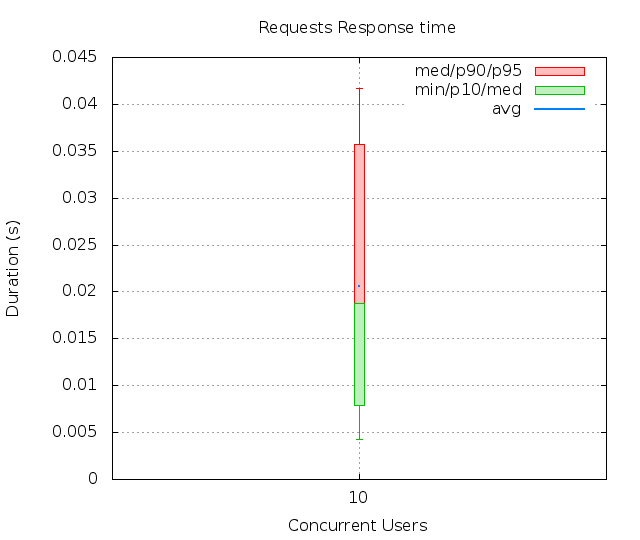 Requests Response time
0.045
0.04
0.035
0.03
0.025
0.02
0.015
0.01
0.005
0
Duration (s)
med/p90/p95
min/p10/med
avg
10
Concurrent Users